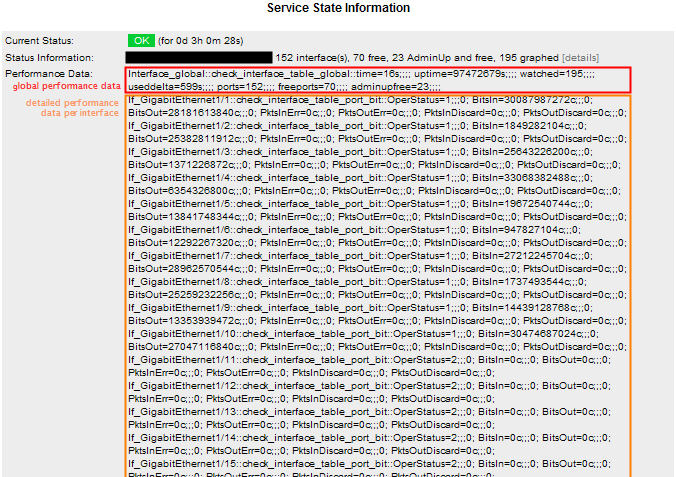 Service State Information
Current Status: OK (for 0d 3h 0m 28s)
Status Information: 152 interface(s), 70 free, 23 AdminUp and free, 195 graphed [details]
Performance Data: Interface_global::check_interface_table_global::time=16s;;;; uptime=97472679s;;;; watched=195;;;;
global performance data useddelta=599s;;;; ports=152;;;; freeports=70;;;; adminupfree=23;;;;
detailed performance If_GigabitEthernet1/1::check_interface_table_port_bit::OperStatus=1;;;0; BitsIn=30087987272c;;;0;
data per interface BitsOut=28181613840c;;;0; PktsInErr=0c;;;0; PktsOutErr=0c;;;0; PktsInDiscard=0c;;;0; PktsOutDiscard=0c;;;0;
If_GigabitEthernet1/2::check_interface_table_port_bit::OperStatus=1;;;0; BitsIn=1849282104c;;;0;
BitsOut=25382811912c;;;0; PktsInErr=0c;;;0; PktsOutErr=0c;;;0; PktsInDiscard=0c;;;0; PktsOutDiscard=0c;;;0;
If_GigabitEthernet1/3::check_interface_table_port_bit::OperStatus=1;;;0; BitsIn=25643226200c;;;0;
BitsOut=1371226872c;;;0; PktsInErr=0c;;;0; PktsOutErr=0c;;;0; PktsInDiscard=0c;;;0; PktsOutDiscard=0c;;;0;
If_GigabitEthernet1/4::check_interface_table_port_bit::OperStatus=1;;;0; BitsIn=33068382488c;;;0;
BitsOut=6354326800c;;;0; PktsInErr=0c;;;0; PktsOutErr=0c;;;0; PktsInDiscard=0c;;;0; PktsOutDiscard=0c;;;0;
If_GigabitEthernet1/5::check_interface_table_port_bit::OperStatus=1;;;0; BitsIn=19672540744c;;;0;
BitsOut=13841748344c;;;0; PktsInErr=0c;;;0; PktsOutErr=0c;;;0; PktsInDiscard=0c;;;0; PktsOutDiscard=0c;;;0;
If_GigabitEthernet1/6::check_interface_table_port_bit::OperStatus=1;;;0; BitsIn=947827104c;;;0;
BitsOut=12292267320c;;;0; PktsInErr=0c;;;0; PktsOutErr=0c;;;0; PktsInDiscard=0c;;;0; PktsOutDiscard=0c;;;0;
If_GigabitEthernet1/7::check_interface_table_port_bit::OperStatus=1;;;0; BitsIn=27212245704c;;;0;
BitsOut=28962570544c;;;0; PktsInErr=0c;;;0; PktsOutErr=0c;;;0; PktsInDiscard=0c;;;0; PktsOutDiscard=0c;;;0;
If_GigabitEthernet1/8::check_interface_table_port_bit::OperStatus=1;;;0; BitsIn=1737493544c;;;0;
BitsOut=25259232256c;;;0; PktsInErr=0c;;;0; PktsOutErr=0c;;;0; PktsInDiscard=0c;;;0; PktsOutDiscard=0c;;;0;
If_GigabitEthernet1/9::check_interface_table_port_bit::OperStatus=1;;;0; BitsIn=14439128768c;;;0;
BitsOut=13353939472c;;;0; PktsInErr=0c;;;0; PktsOutErr=0c;;;0; PktsInDiscard=0c;;;0; PktsOutDiscard=0c;;;0;
If_GigabitEthernet1/10::check_interface_table_port_bit::OperStatus=1;;;0; BitsIn=30474687024c;;;0;
BitsOut=27047116840c;;;0; PktsInErr=0c;;;0; PktsOutErr=0c;;;0; PktsInDiscard=0c;;;0; PktsOutDiscard=0c;;;0;
If_GigabitEthernet1/11::check_interface_table_port_bit::OperStatus=2;;;0; BitsIn=0c;;;0; BitsOut=0c;;;0;
PktsInErr=0c;;;0; PktsOutErr=0c;;;0; PktsInDiscard=0c;;;0; PktsOutDiscard=0c;;;0;
If_GigabitEthernet1/12::check_interface_table_port_bit::OperStatus=2;;;0; BitsIn=0c;;;0; BitsOut=0c;;;0;
PktsInErr=0c;;;0; PktsOutErr=0c;;;0; PktsInDiscard=0c;;;0; PktsOutDiscard=0c;;;0;
If_GigabitEthernet1/13::check_interface_table_port_bit::OperStatus=2;;;0; BitsIn=0c;;;0; BitsOut=0c;;;0;
PktsInErr=0c;;;0; PktsOutErr=0c;;;0; PktsInDiscard=0c;;;0; PktsOutDiscard=0c;;;0;
If_GigabitEthernet1/14::check_interface_table_port_bit::OperStatus=2;;;0; BitsIn=0c;;;0; BitsOut=0c;;;0;
PktsInErr=0c;;;0; PktsOutErr=0c;;;0; PktsInDiscard=0c;;;0; PktsOutDiscard=0c;;;0;
If_GigabitEthernet1/15::check_interface_table_port_bit::OperStatus=2;;;0; BitsIn=0c;;;0; BitsOut=0c;;;0;
PktsInErr=0c;;;0; PktsOutErr=0c;;;0; PktsInDiscard=0c;;;0; PktsOutDiscard=0c;;;0;